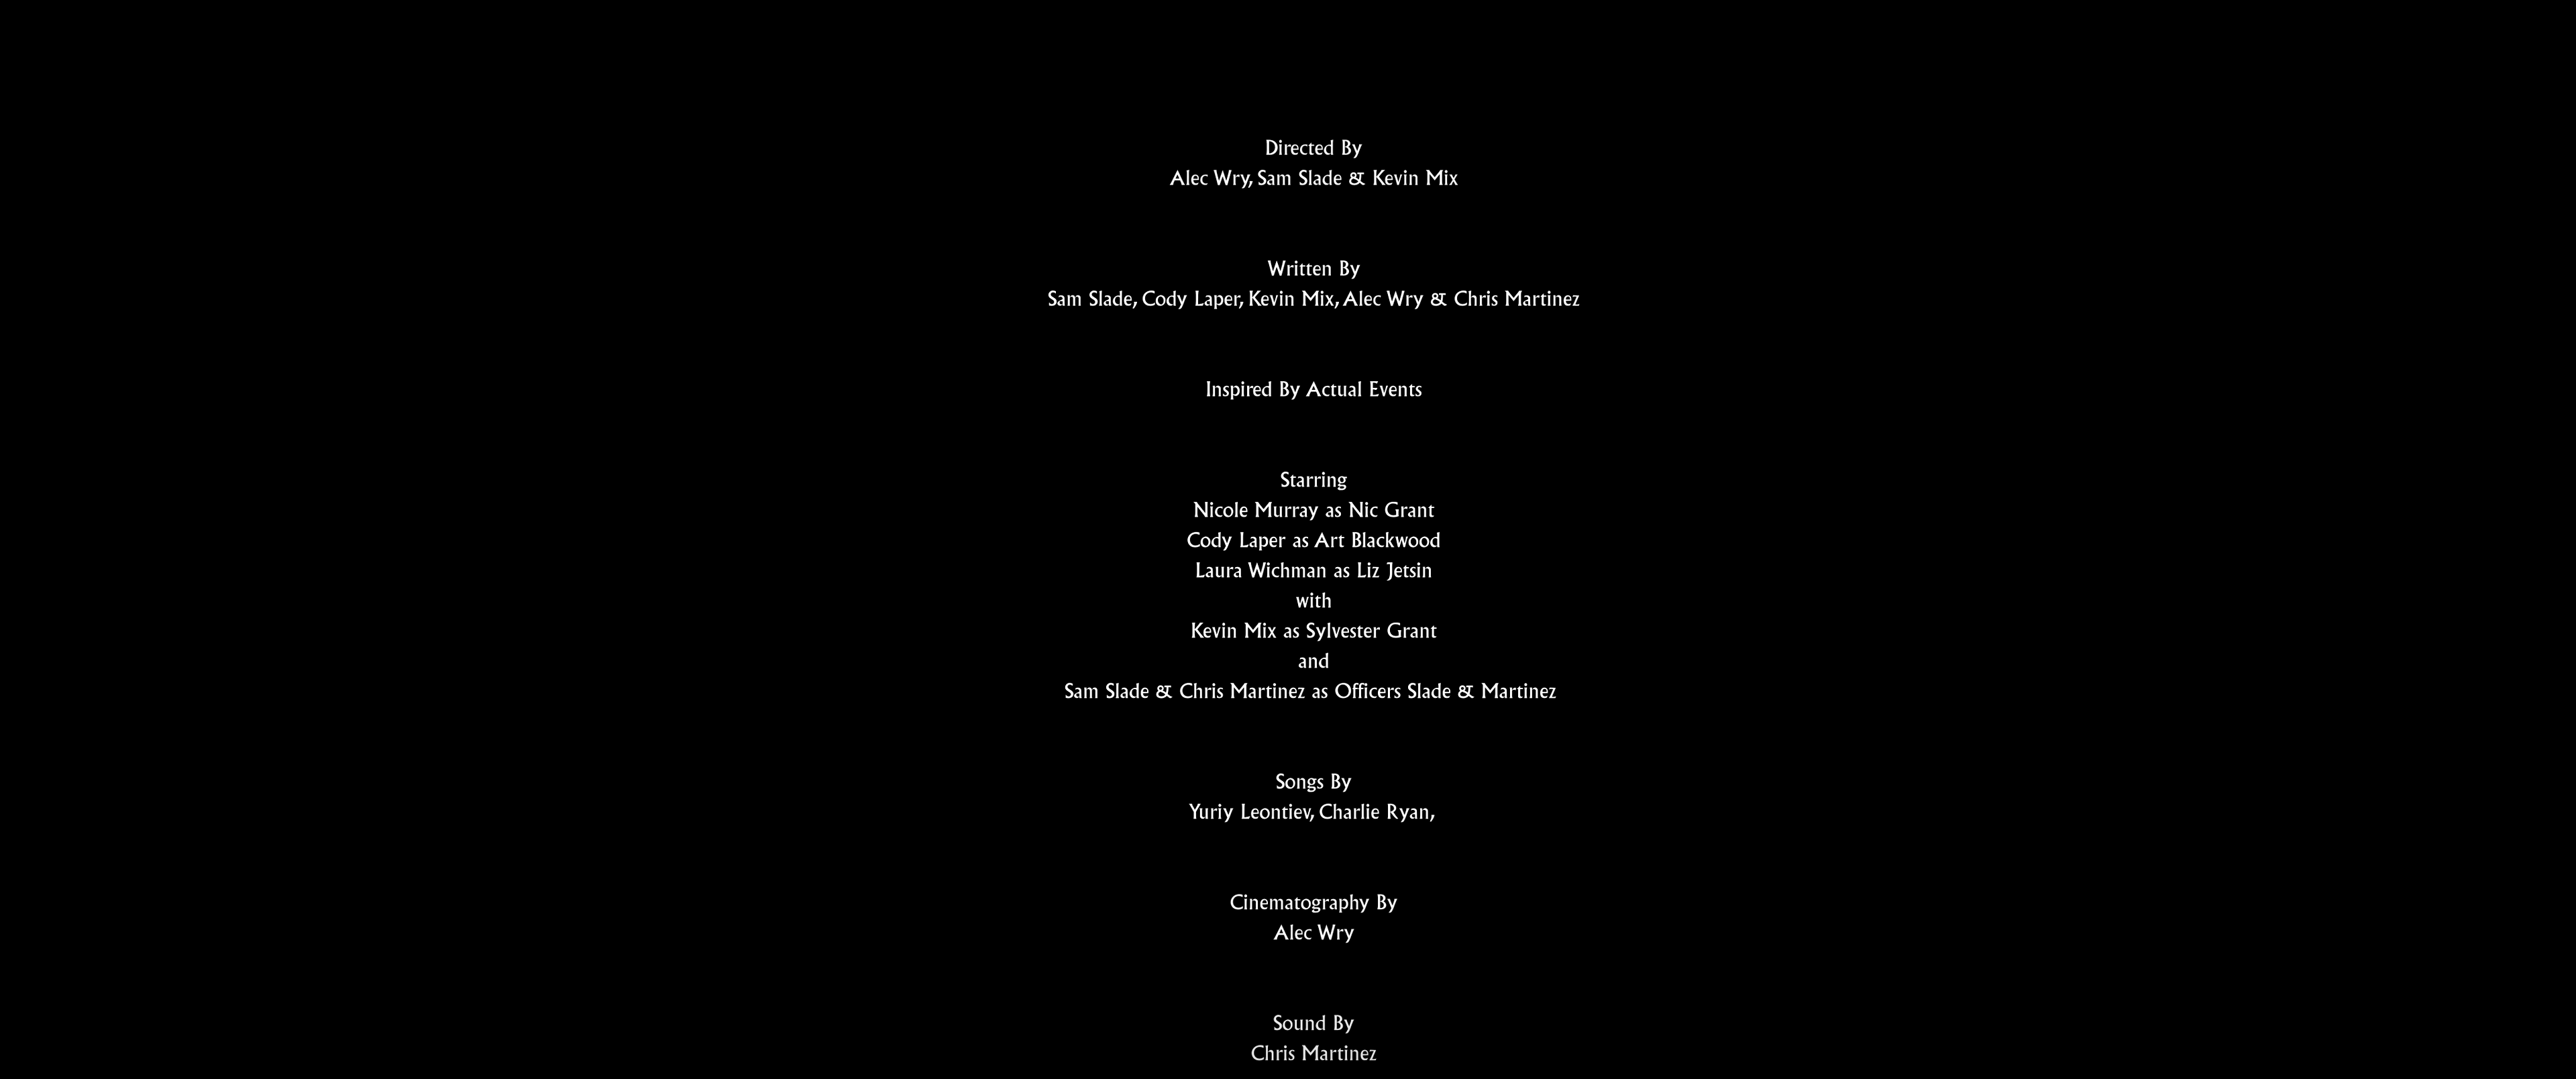 Directed By
Alec Wry, Sam Slade & Kevin Mix
Written By
Sam Slade, Cody Laper, Kevin Mix, Alec Wry & Chris Martinez
Inspired By Actual Events
Starring
Nicole Murray as Nic Grant
Cody Laper as Art Blackwood
Laura Wichman as Liz Jetsin
with
Kevin Mix as Sylvester Grant
and
Sam Slade & Chris Martinez as Officers Slade & Martinez
Songs By
Yuriy Leontiev, Charlie Ryan,
Cinematography By
Alec Wry
Sound By
Chris Martinez